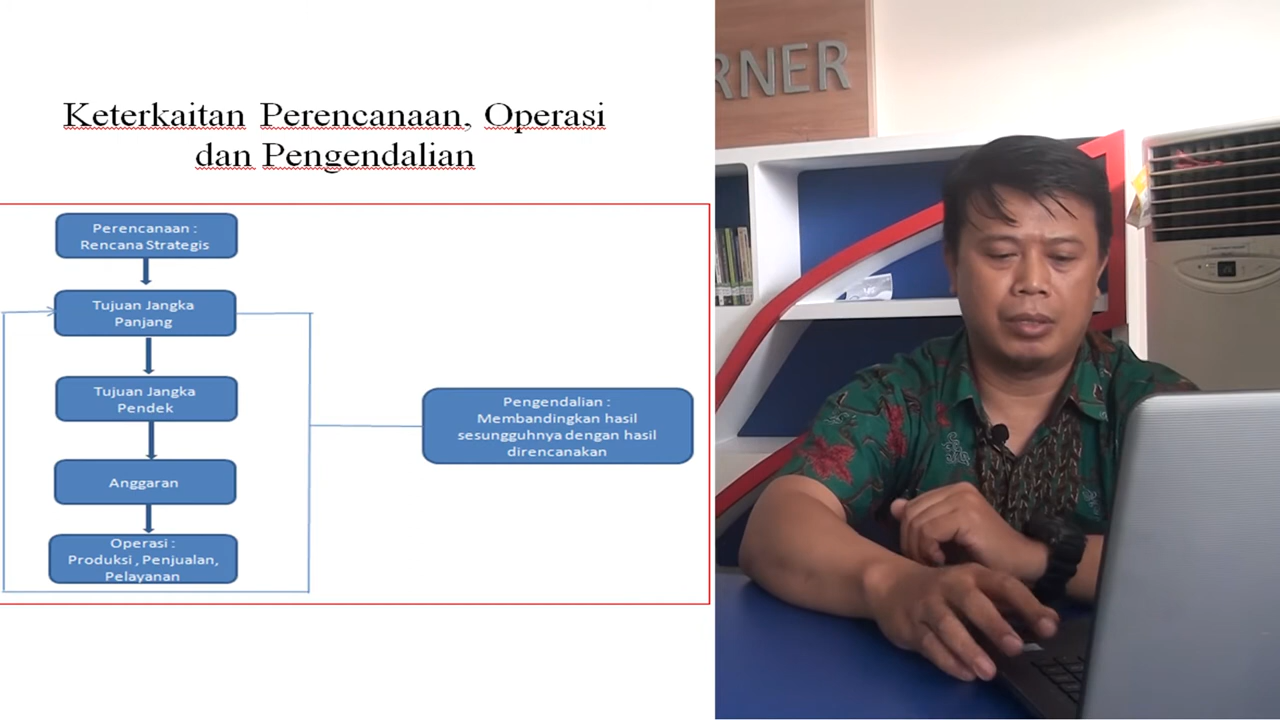 Keterkaitan Perencanaan, Operasi
dan Pengendalian
Perencanaan :
Rencana Strategis
Tujuan Jangka
Panjang
Tujuan Jangka
Pendek
Anggaran
Operasi :
Produksi , Penjualan,
Pelayanan
Pengendalian :
Membandingkan hasil
sesungguhnya dengan hasil
direncanakan
RNER